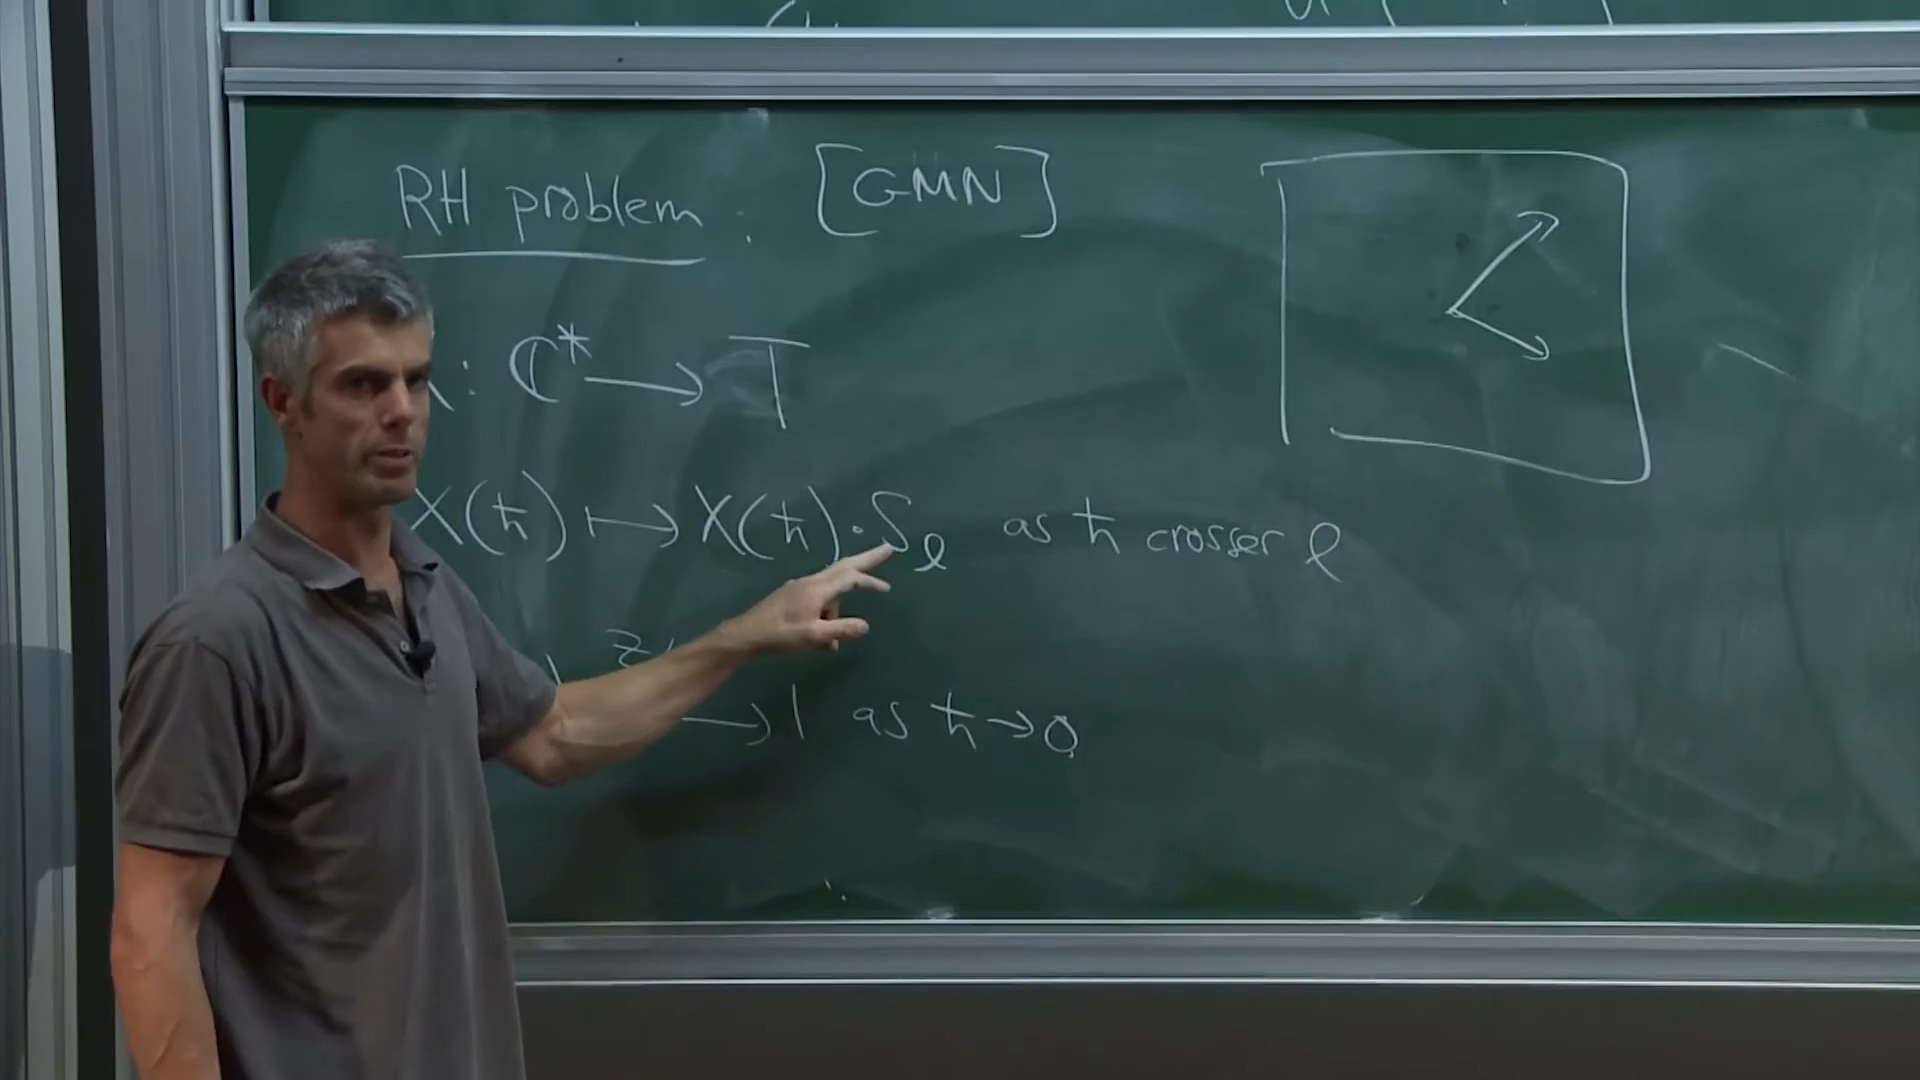 RH problem : [GMN]
: ℂ* ⟶ T
X(ħ) ⟼ X(ħ) · S_ℓ as ħ crosses ℓ
z/
⟶ 1 as ħ → 0